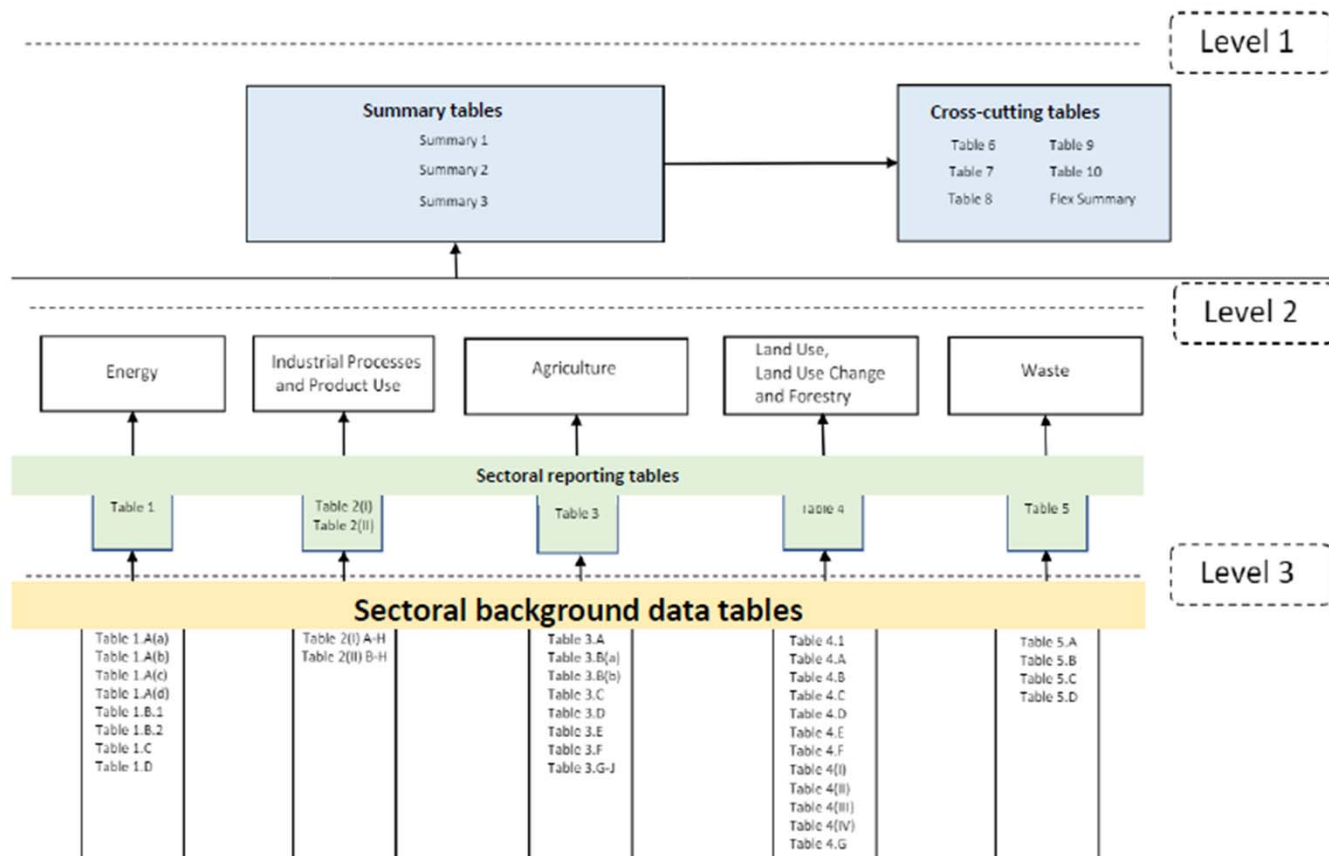 Level 1
Summary tables
Summary 1
Summary 2
Summary 3
Cross-cutting tables
Table 6
Table 9
Table 7
Table 10
Table 8
Flex Summary
Level 2
Energy
Industrial Processes
and Product Use
Agriculture
Land Use,
Land Use Change
and Forestry
Waste
Sectoral reporting tables
Table 1
Table 2(I)
Table 2(II)
Table 3
Table 4
Table 5
Level 3
Sectoral background data tables
Table 1.A(a)
Table 1.A(b)
Table 1.A(c)
Table 1.A(d)
Table 1.B.1
Table 1.B.2
Table 1.C
Table 1.D
Table 2(I) A-H
Table 2(II) B-H
Table 3.A
Table 3.B(a)
Table 3.B(b)
Table 3.C
Table 3.D
Table 3.E
Table 3.F
Table 3.G-J
Table 4.1
Table 4.A
Table 4.B
Table 4.C
Table 4.D
Table 4.E
Table 4.F
Table 4(I)
Table 4(II)
Table 4(III)
Table 4(IV)
Table 4.G
Table 5.A
Table 5.B
Table 5.C
Table 5.D